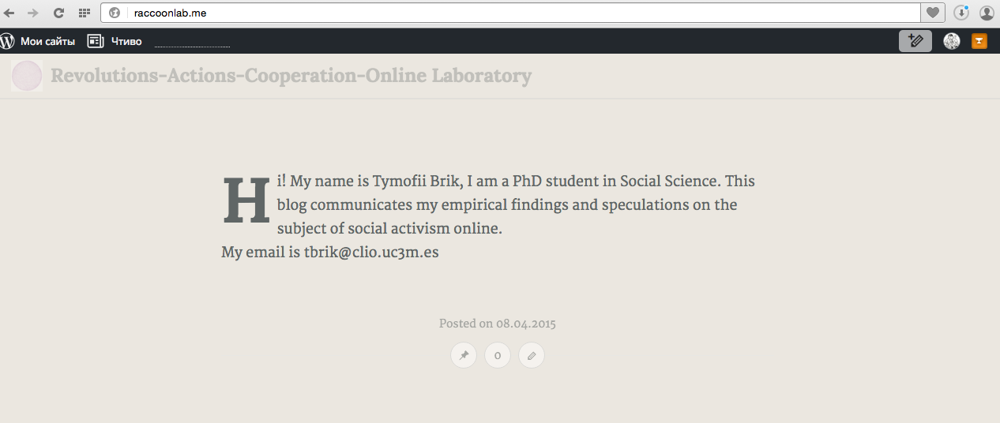 raccoonlab.me
Мои сайты Чтиво
Revolutions-Actions-Cooperation-Online Laboratory
Hi! My name is Tymofii Brik, I am a PhD student in Social Science. This
blog communicates my empirical findings and speculations on the
subject of social activism online.
My email is tbrik@clio.uc3m.es
Posted on 08.04.2015
0